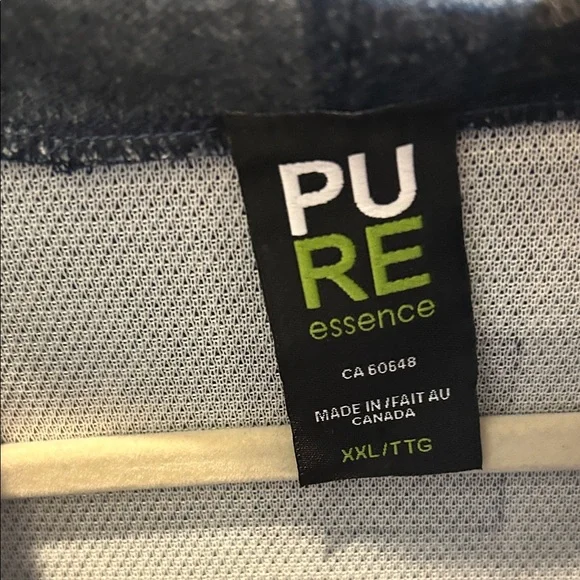 PU
RE
essence
CA 60648
MADE IN /FAIT AU
CANADA
XXL/TTG